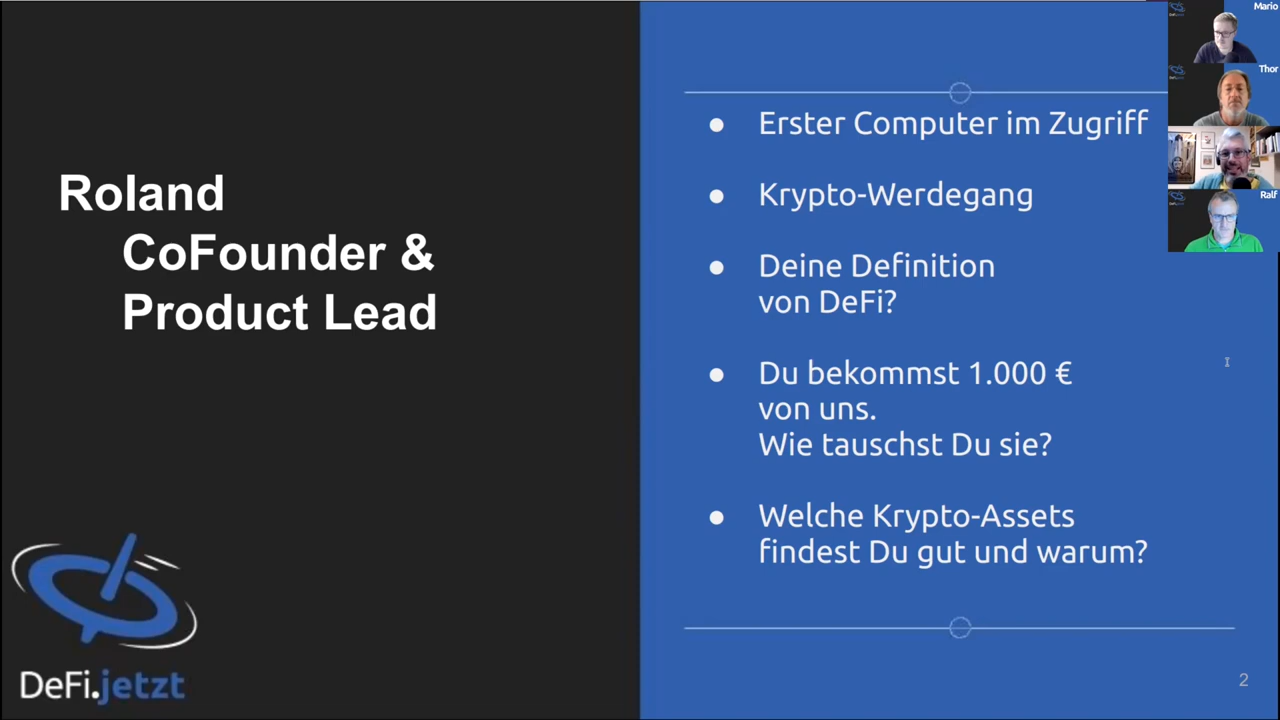 Roland
CoFounder &
Product Lead
DeFi.jetzt
● Erster Computer im Zugriff
● Krypto-Werdegang
● Deine Definition
von DeFi?
● Du bekommst 1.000 €
von uns.
Wie tauschst Du sie?
● Welche Krypto-Assets
findest Du gut und warum?
2
Mario
Thor
Ralf